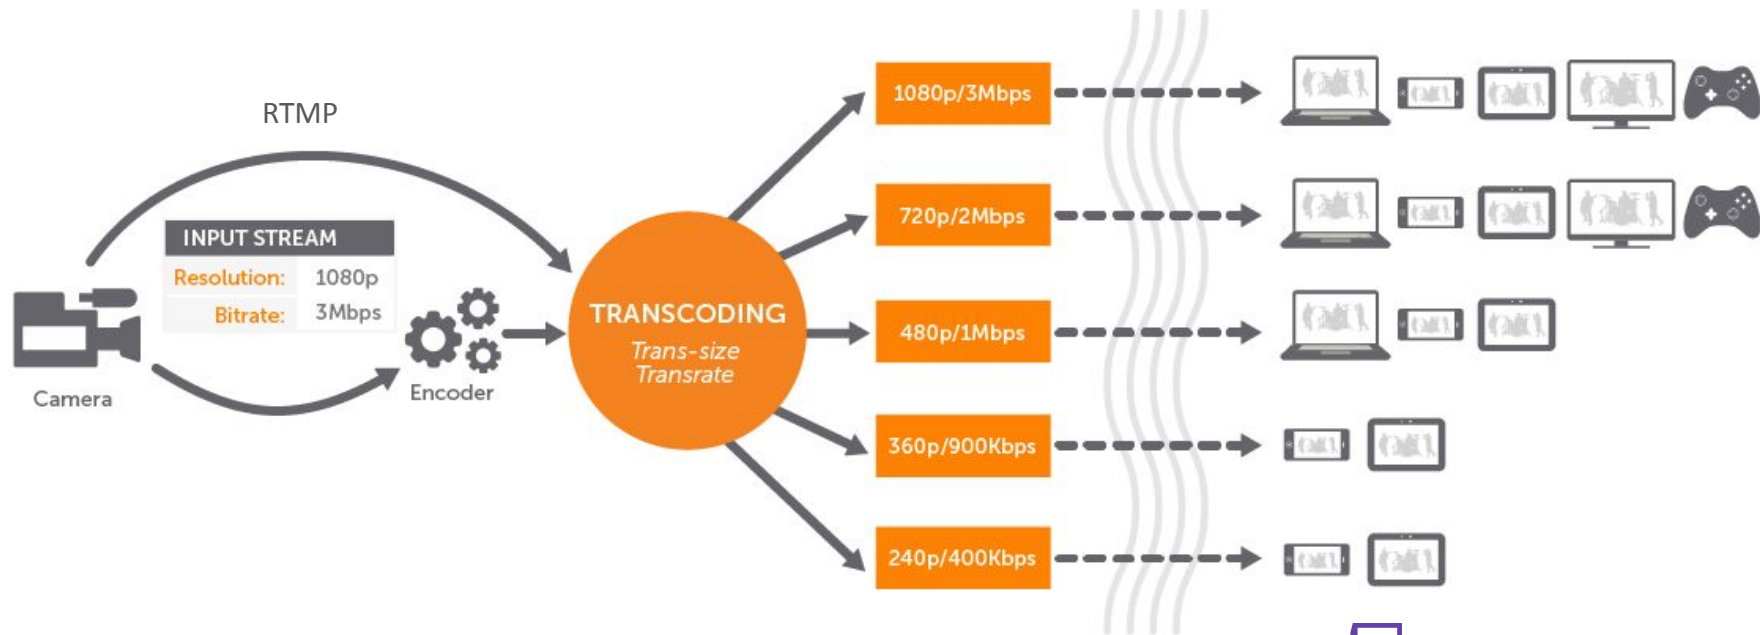 RTMP
INPUT STREAM
Resolution: 1080p
Bitrate: 3Mbps
Camera
Encoder
TRANSCODING
Trans-size
Transrate
1080p/3Mbps
720p/2Mbps
480p/1Mbps
360p/900Kbps
240p/400Kbps